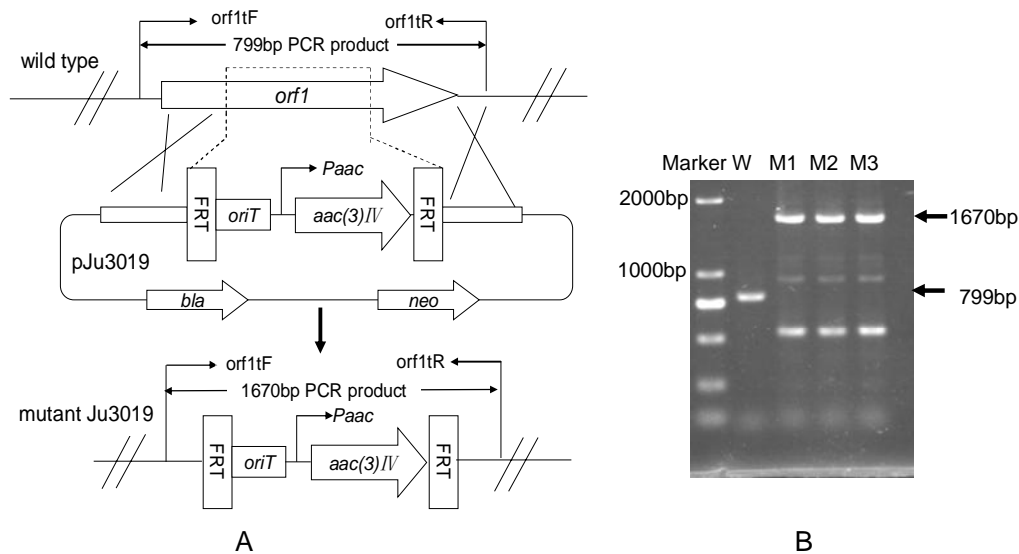 orf1tF
orf1tR
799bp PCR product
wild type
orf1
Paac
FRT
oriT
aac(3)IV
FRT
pJu3019
bla
neo
orf1tF
orf1tR
1670bp PCR product
mutant Ju3019
Paac
FRT
oriT
aac(3)IV
FRT
A
Marker W M1 M2 M3
2000bp
1670bp
1000bp
799bp
B